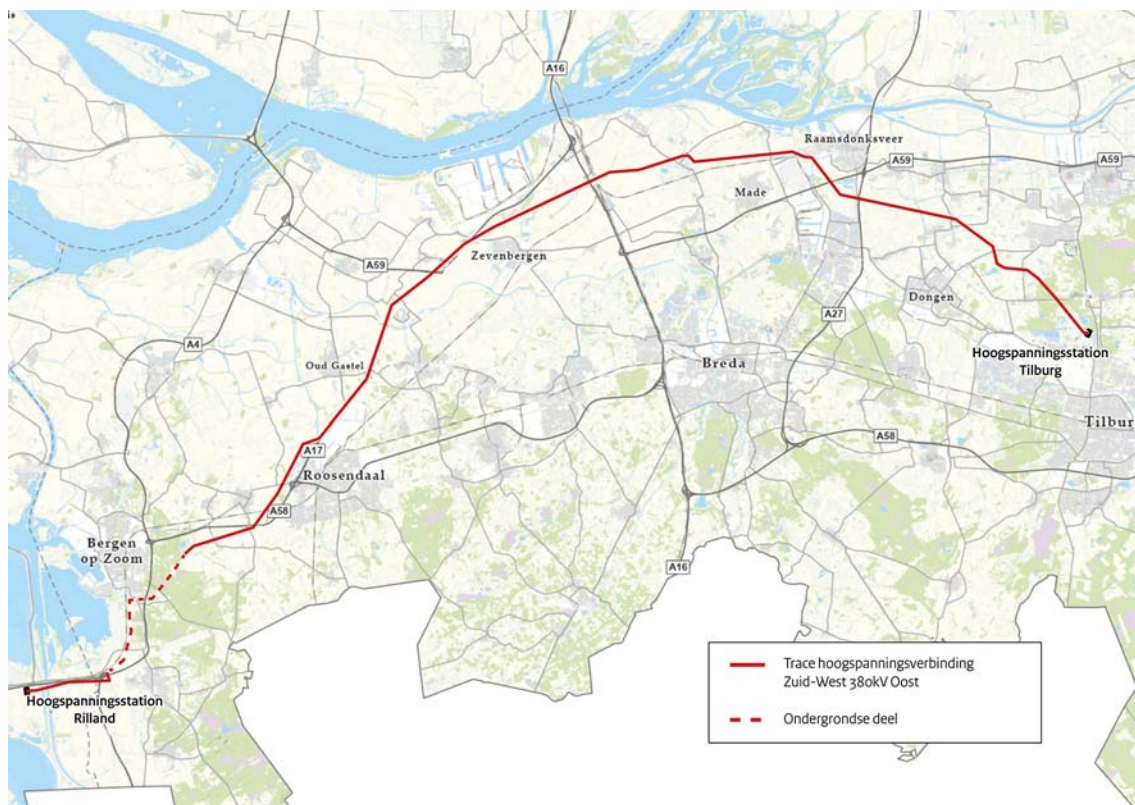 A16
Raamsdonksveer
A59
A59
Made
Zevenbergen
A59
Dongen
A27
A4
Hoogspanningsstation
Tilburg
Oud Gastel
Breda
Tilbur
A58
A17
Roosendaal
A58
Bergen
op Zoom
A16
Hoogspanningsstation
Rilland
Trace hoogspanningsverbinding
Zuid-West 380kV Oost
Ondergrondse deel